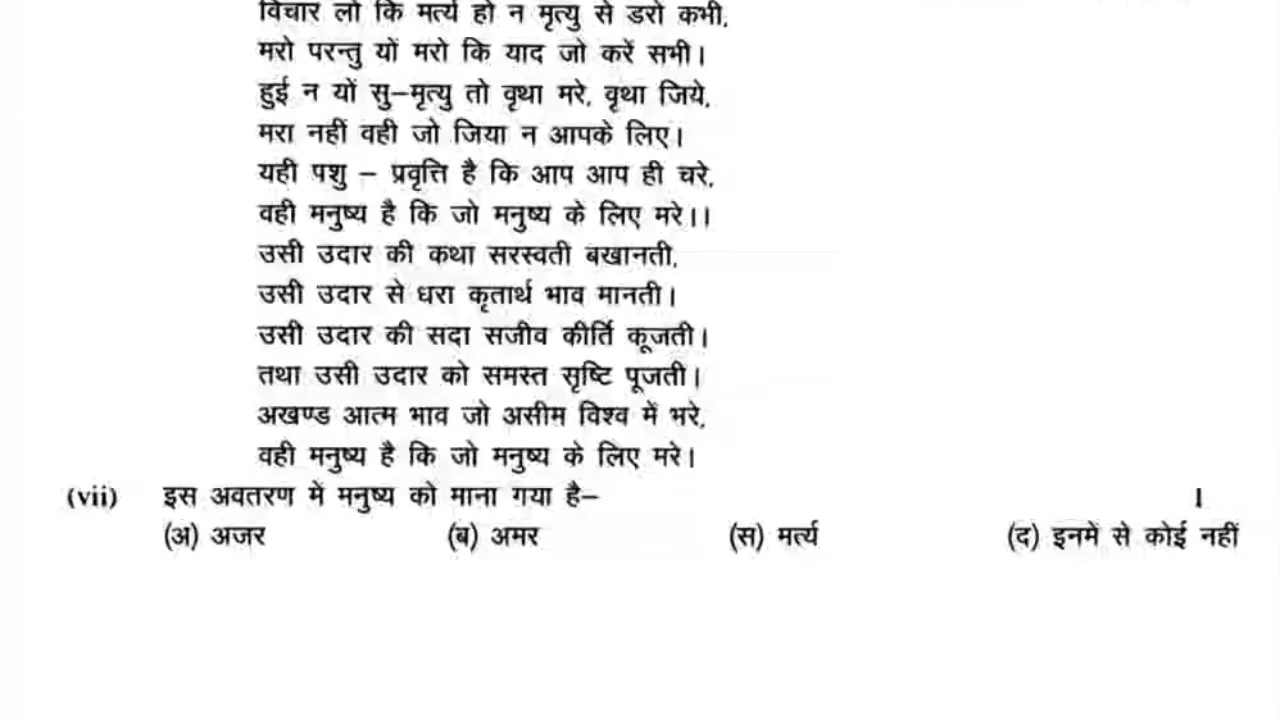 विचार लो कि मर्त्य हो न मृत्यु से डरो कभी,
मरो परन्तु यों मरो कि याद जो करें सभी।
हुई न यों सु–मृत्यु तो वृथा मरे, वृथा जिये,
मरा नहीं वही जो जिया न आपके लिए।
यही पशु – प्रवृत्ति है कि आप आप ही चरे,
वही मनुष्य है कि जो मनुष्य के लिए मरे।।
उसी उदार की कथा सरस्वती बखानती,
उसी उदार से धरा कृतार्थ भाव मानती।
उसी उदार की सदा सजीव कीर्ति कूजती।
तथा उसी उदार को समस्त सृष्टि पूजती।
अखण्ड आत्म भाव जो असीम विश्व में भरे,
वही मनुष्य है कि जो मनुष्य के लिए मरे।
(vii) इस अवतरण में मनुष्य को माना गया है– 1
(अ) अजर (ब) अमर (स) मर्त्य (द) इनमें से कोई नहीं